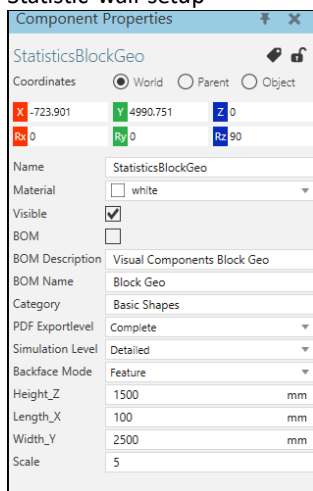 Statistic wall setup
Component Properties
StatisticsBlockGeo
Coordinates World Parent Object
X -723.901 Y 4990.751 Z 0
Rx 0 Ry 0 Rz 90
Name StatisticsBlockGeo
Material white
Visible
BOM
BOM Description Visual Components Block Geo
BOM Name Block Geo
Category Basic Shapes
PDF Exportlevel Complete
Simulation Level Detailed
Backface Mode Feature
Height_Z 1500 mm
Length_X 100 mm
Width_Y 2500 mm
Scale 5